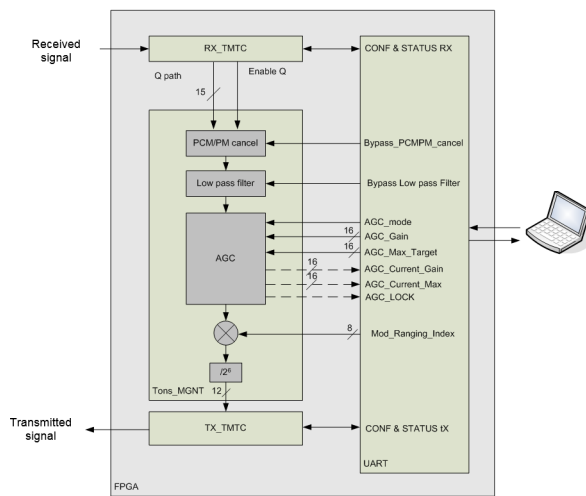 Received
signal
RX_TMTC
CONF & STATUS RX
Q path
Enable Q
15
PCM/PM cancel
Bypass_PCMPM_cancel
Low pass filter
Bypass Low pass Filter
AGC
AGC_mode
16
AGC_Gain
16
AGC_Max_Target
16
AGC_Current_Gain
16
AGC_Current_Max
AGC_LOCK
8
Mod_Ranging_Index
/2⁶
Tons_MGNT
12
Transmitted
signal
TX_TMTC
CONF & STATUS tX
UART
FPGA